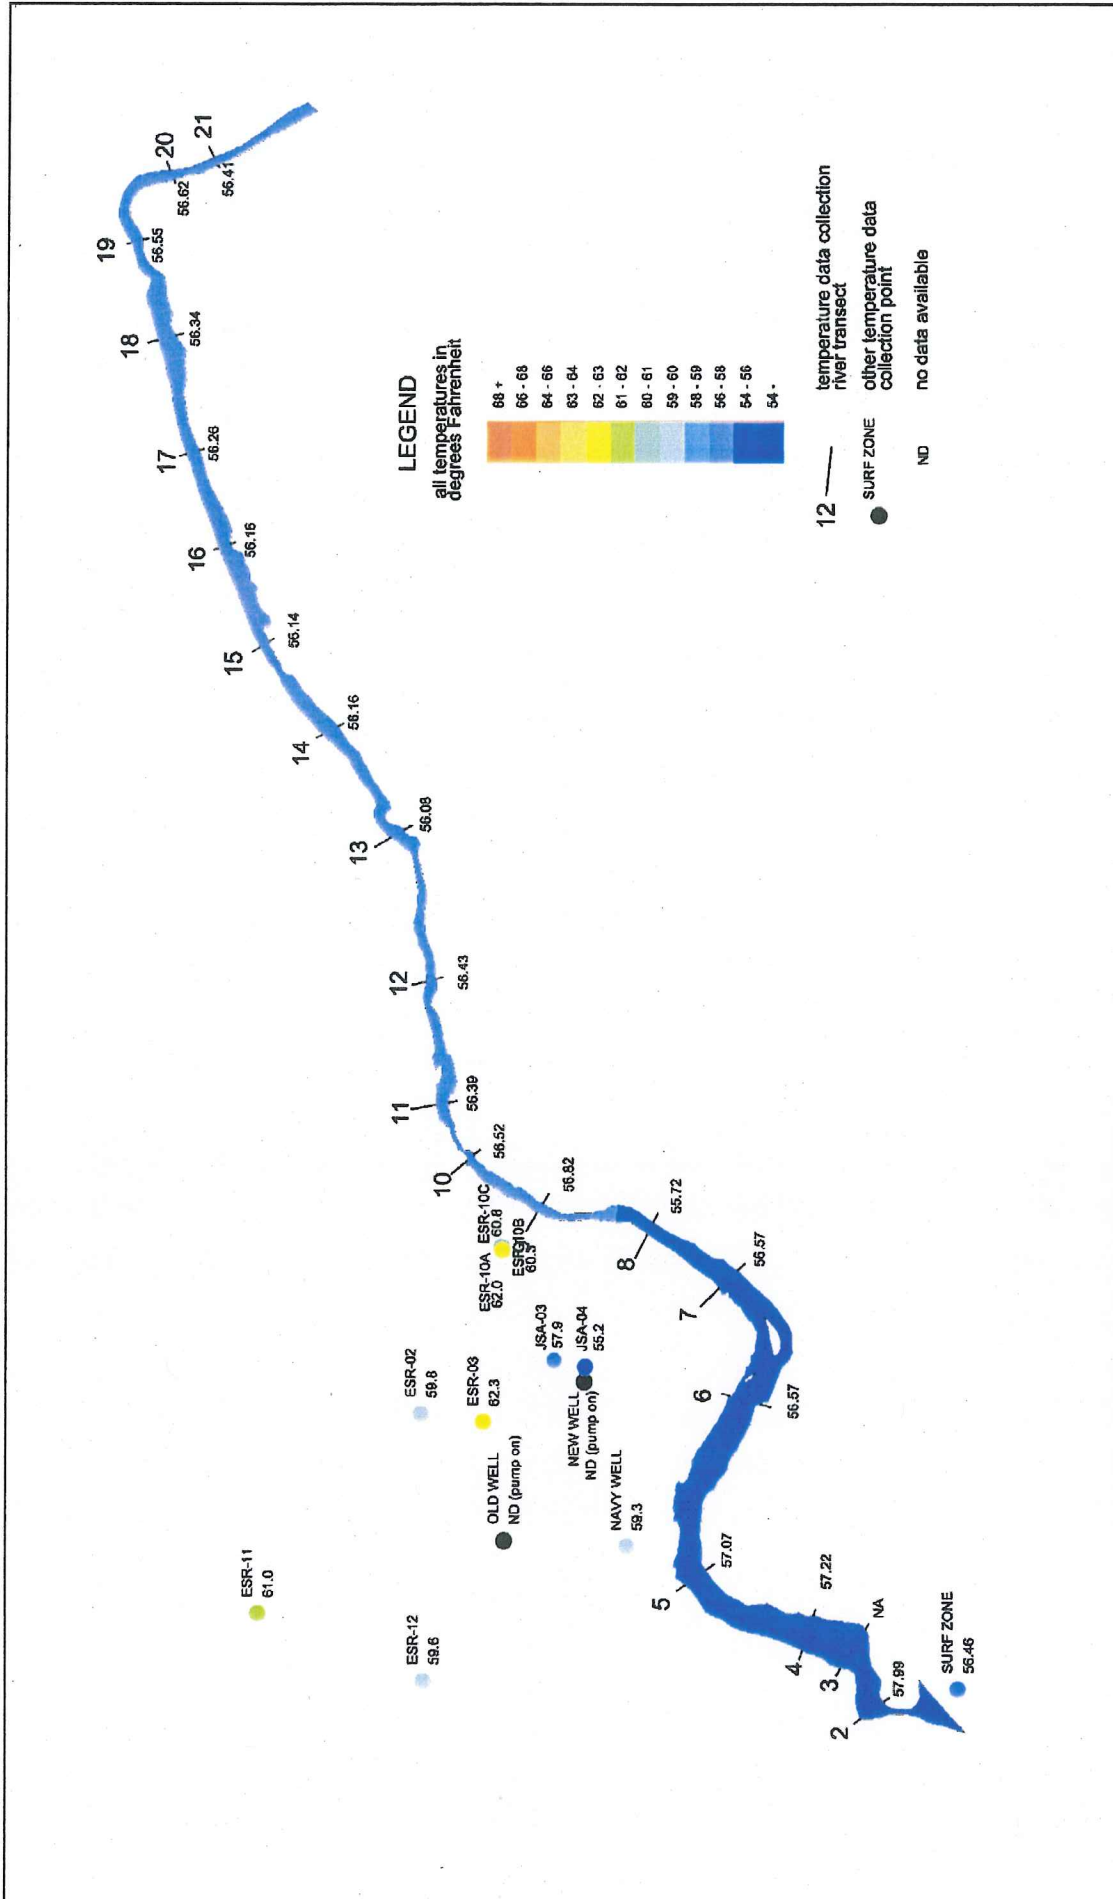 LEGEND
all temperatures in
degrees Fahrenheit
68 +
66 - 68
64 - 66
63 - 64
62 - 63
61 - 62
60 - 61
59 - 60
58 - 59
56 - 58
54 - 56
54 -
12
temperature data collection
river transect
SURF ZONE
other temperature data
collection point
ND
no data available
ESR-11
61.0
ESR-12
59.6
ESR-02
59.8
ESR-03
62.3
OLD WELL
ND (pump on)
ESR-10A
62.0
ESR-10C
60.8
60.3
JSA-03
57.9
JSA-04
55.2
NEW WELL
ND (pump on)
NAVY WELL
59.3
SURF ZONE
56.46
2
57.99
3
NA
4
57.22
5
57.07
6
56.57
7
56.57
8
55.72
56.82
10
56.52
11
56.39
12
56.43
13
56.08
14
56.16
15
56.14
16
56.16
17
56.26
18
56.34
19
56.55
20
56.62
21
56.41